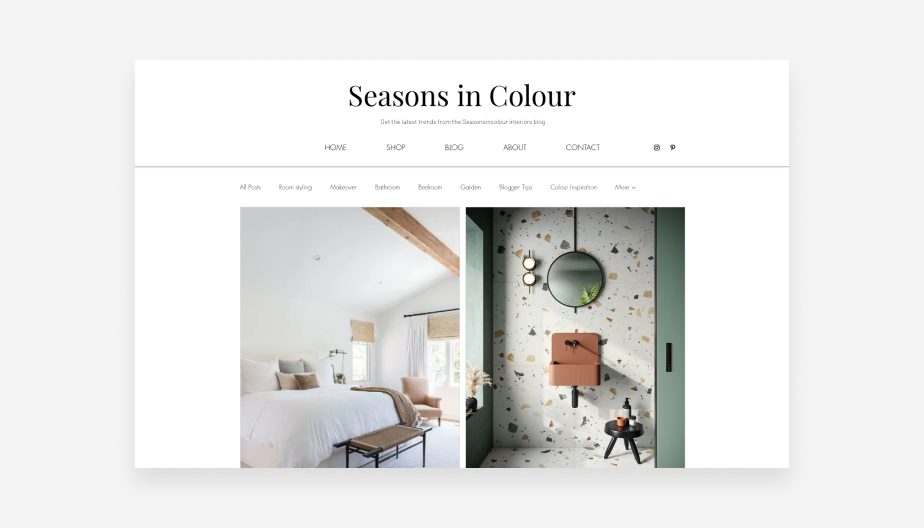 Seasons in Colour
Get the latest trends from the Seasonsincolour interiors blog
HOME SHOP BLOG ABOUT CONTACT
All Posts Room styling Makeover Bathroom Bedroom Garden Blogger Tips Colour Inspiration More